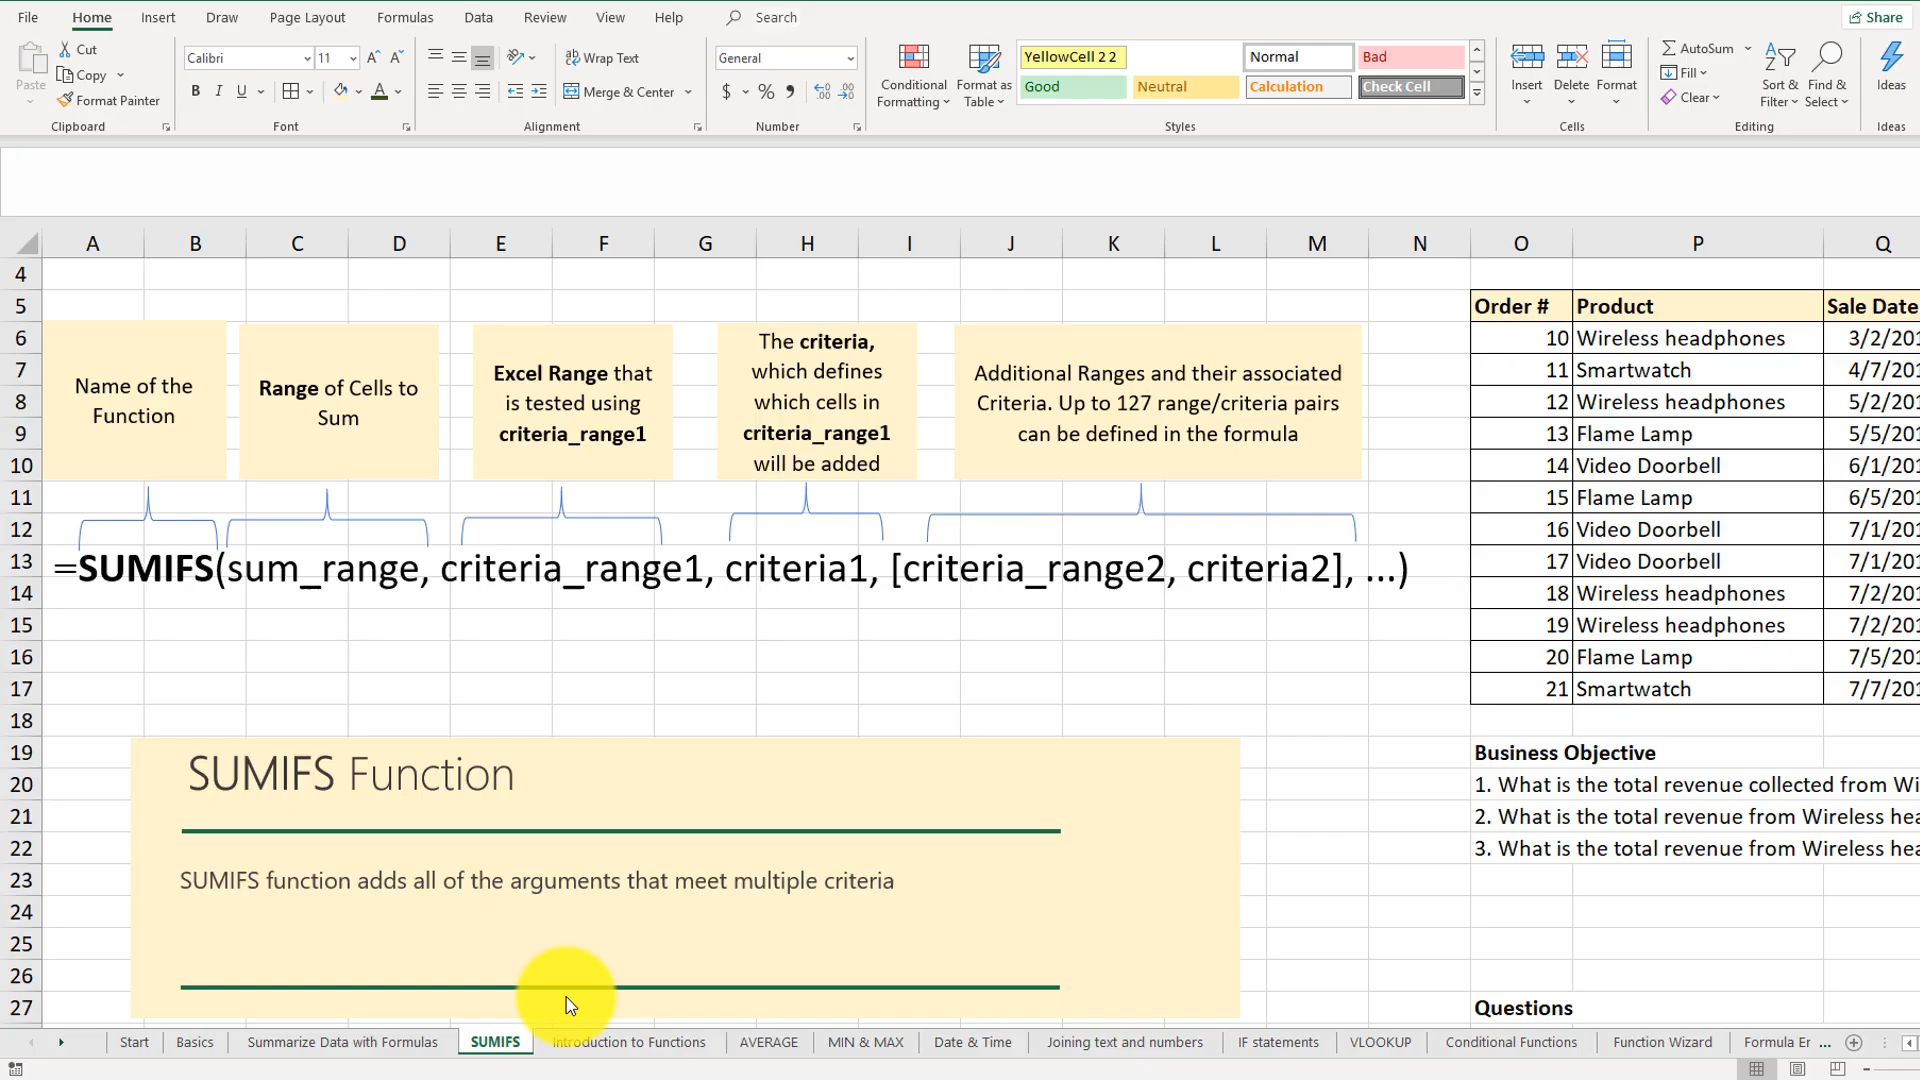 File Home Insert Draw Page Layout Formulas Data Review View Help Search Share
Paste
Cut
Copy
Format Painter
Clipboard
Calibri 11
B I U
Font
Wrap Text
Merge & Center
Alignment
General
$ % 9
Number
Conditional Formatting
Format as Table
YellowCell 2 2 Normal Bad
Good Neutral Calculation Check Cell
Styles
Insert Delete Format
Cells
AutoSum
Fill
Clear
Sort & Filter
Find & Select
Editing
Ideas
Ideas
A B C D E F G H I J K L M N O P Q
4
5 Order # Product Sale Date
6 10 Wireless headphones 3/2/201
7 11 Smartwatch 4/7/201
8 12 Wireless headphones 5/2/201
9 13 Flame Lamp 5/5/201
10 14 Video Doorbell 6/1/201
11 15 Flame Lamp 6/5/201
12 16 Video Doorbell 7/1/201
13 17 Video Doorbell 7/1/201
14 18 Wireless headphones 7/2/201
15 19 Wireless headphones 7/2/201
16 20 Flame Lamp 7/5/201
17 21 Smartwatch 7/7/201
Name of the
Function
Range of Cells to
Sum
Excel Range that
is tested using
criteria_range1
The criteria,
which defines
which cells in
criteria_range1
will be added
Additional Ranges and their associated
Criteria. Up to 127 range/criteria pairs
can be defined in the formula
=SUMIFS(sum_range, criteria_range1, criteria1, [criteria_range2, criteria2], ...)
18
19
20
21
22
23
24
25
26
27
SUMIFS Function
SUMIFS function adds all of the arguments that meet multiple criteria
Business Objective
1. What is the total revenue collected from Wi
2. What is the total revenue from Wireless hea
3. What is the total revenue from Wireless hea
Questions
Start Basics Summarize Data with Formulas SUMIFS Introduction to Functions AVERAGE MIN & MAX Date & Time Joining text and numbers IF statements VLOOKUP Conditional Functions Function Wizard Formula Er ...